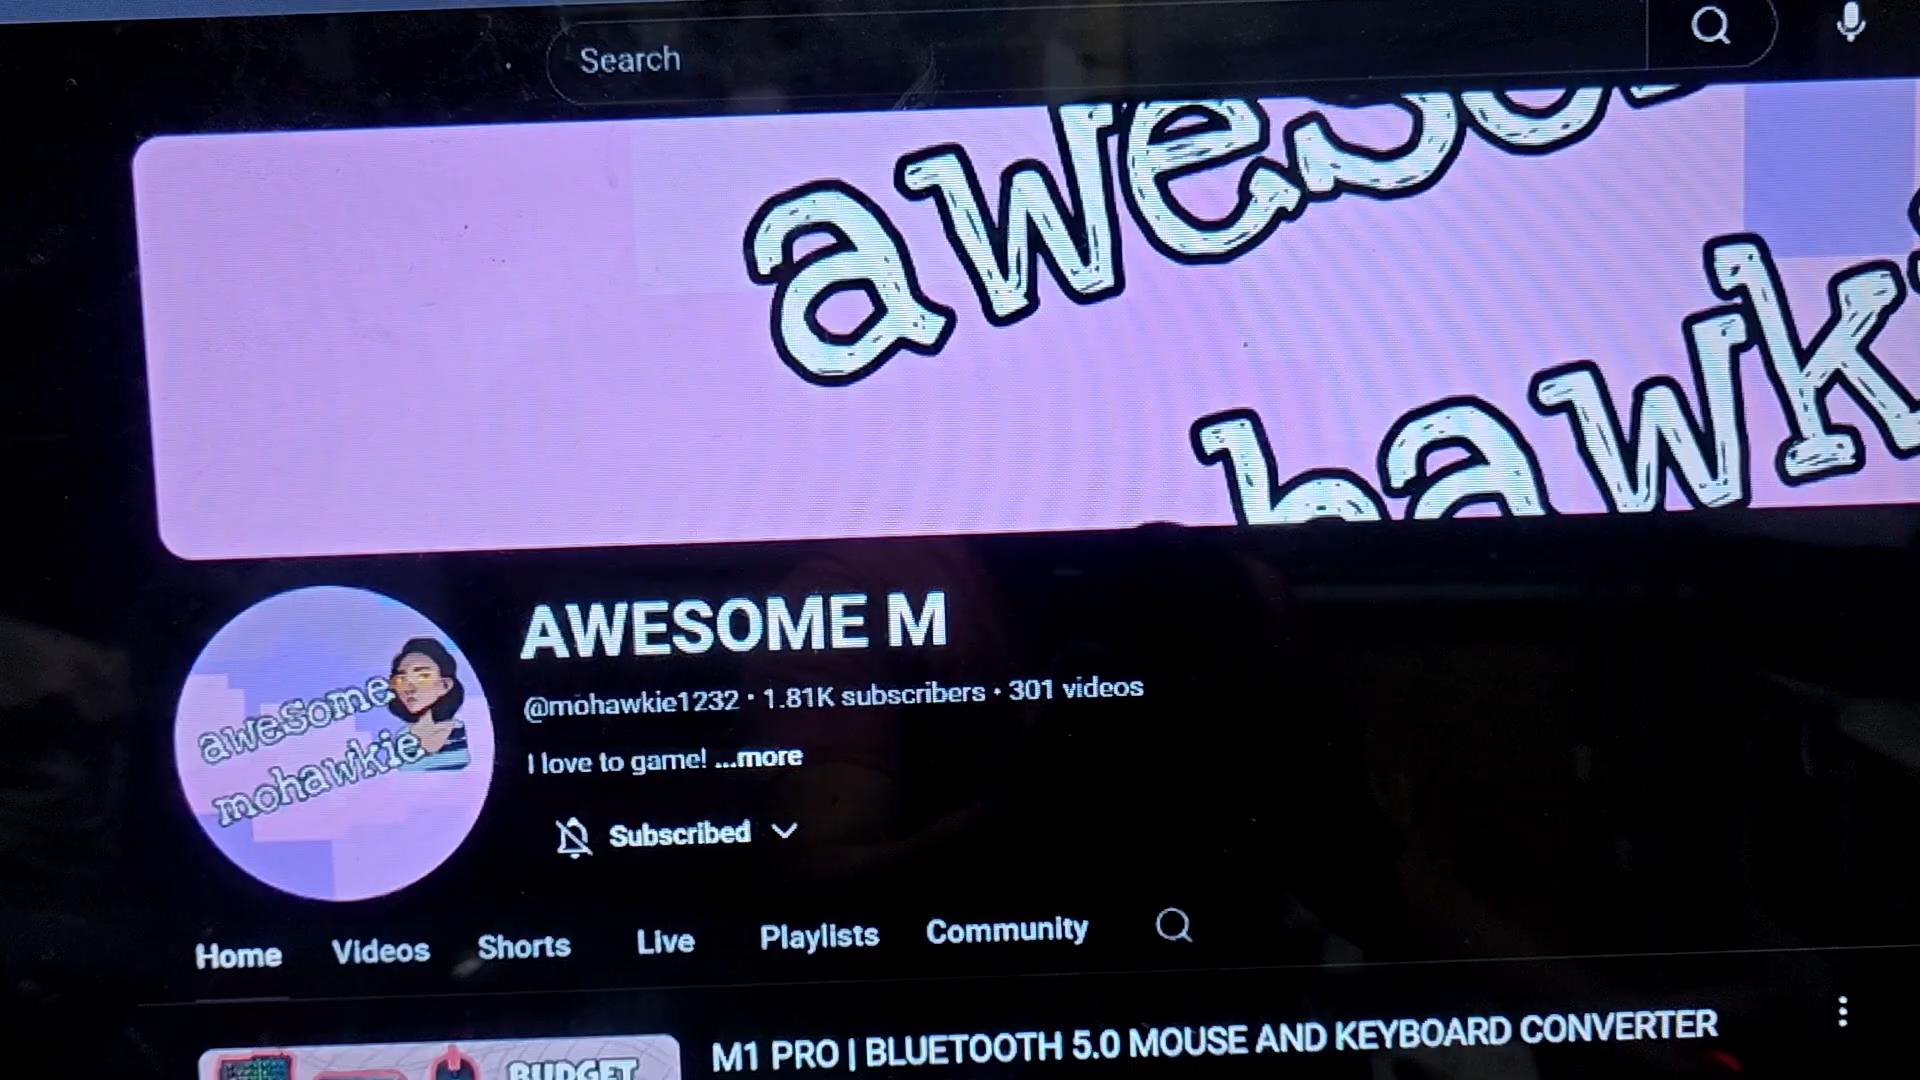 Search
aweso
hawk
awesome
mohawkie
AWESOME M
@mohawkie1232 • 1.81K subscribers • 301 videos
I love to game! ...more
Subscribed
Home Videos Shorts Live Playlists Community
M1 PRO | BLUETOOTH 5.0 MOUSE AND KEYBOARD CONVERTER
BUDGET